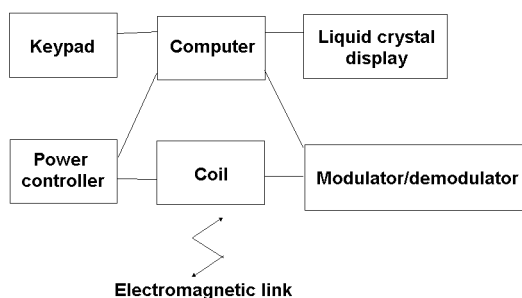 Keypad
Computer
Liquid crystal
display
Power
controller
Coil
Modulator/demodulator
Electromagnetic link